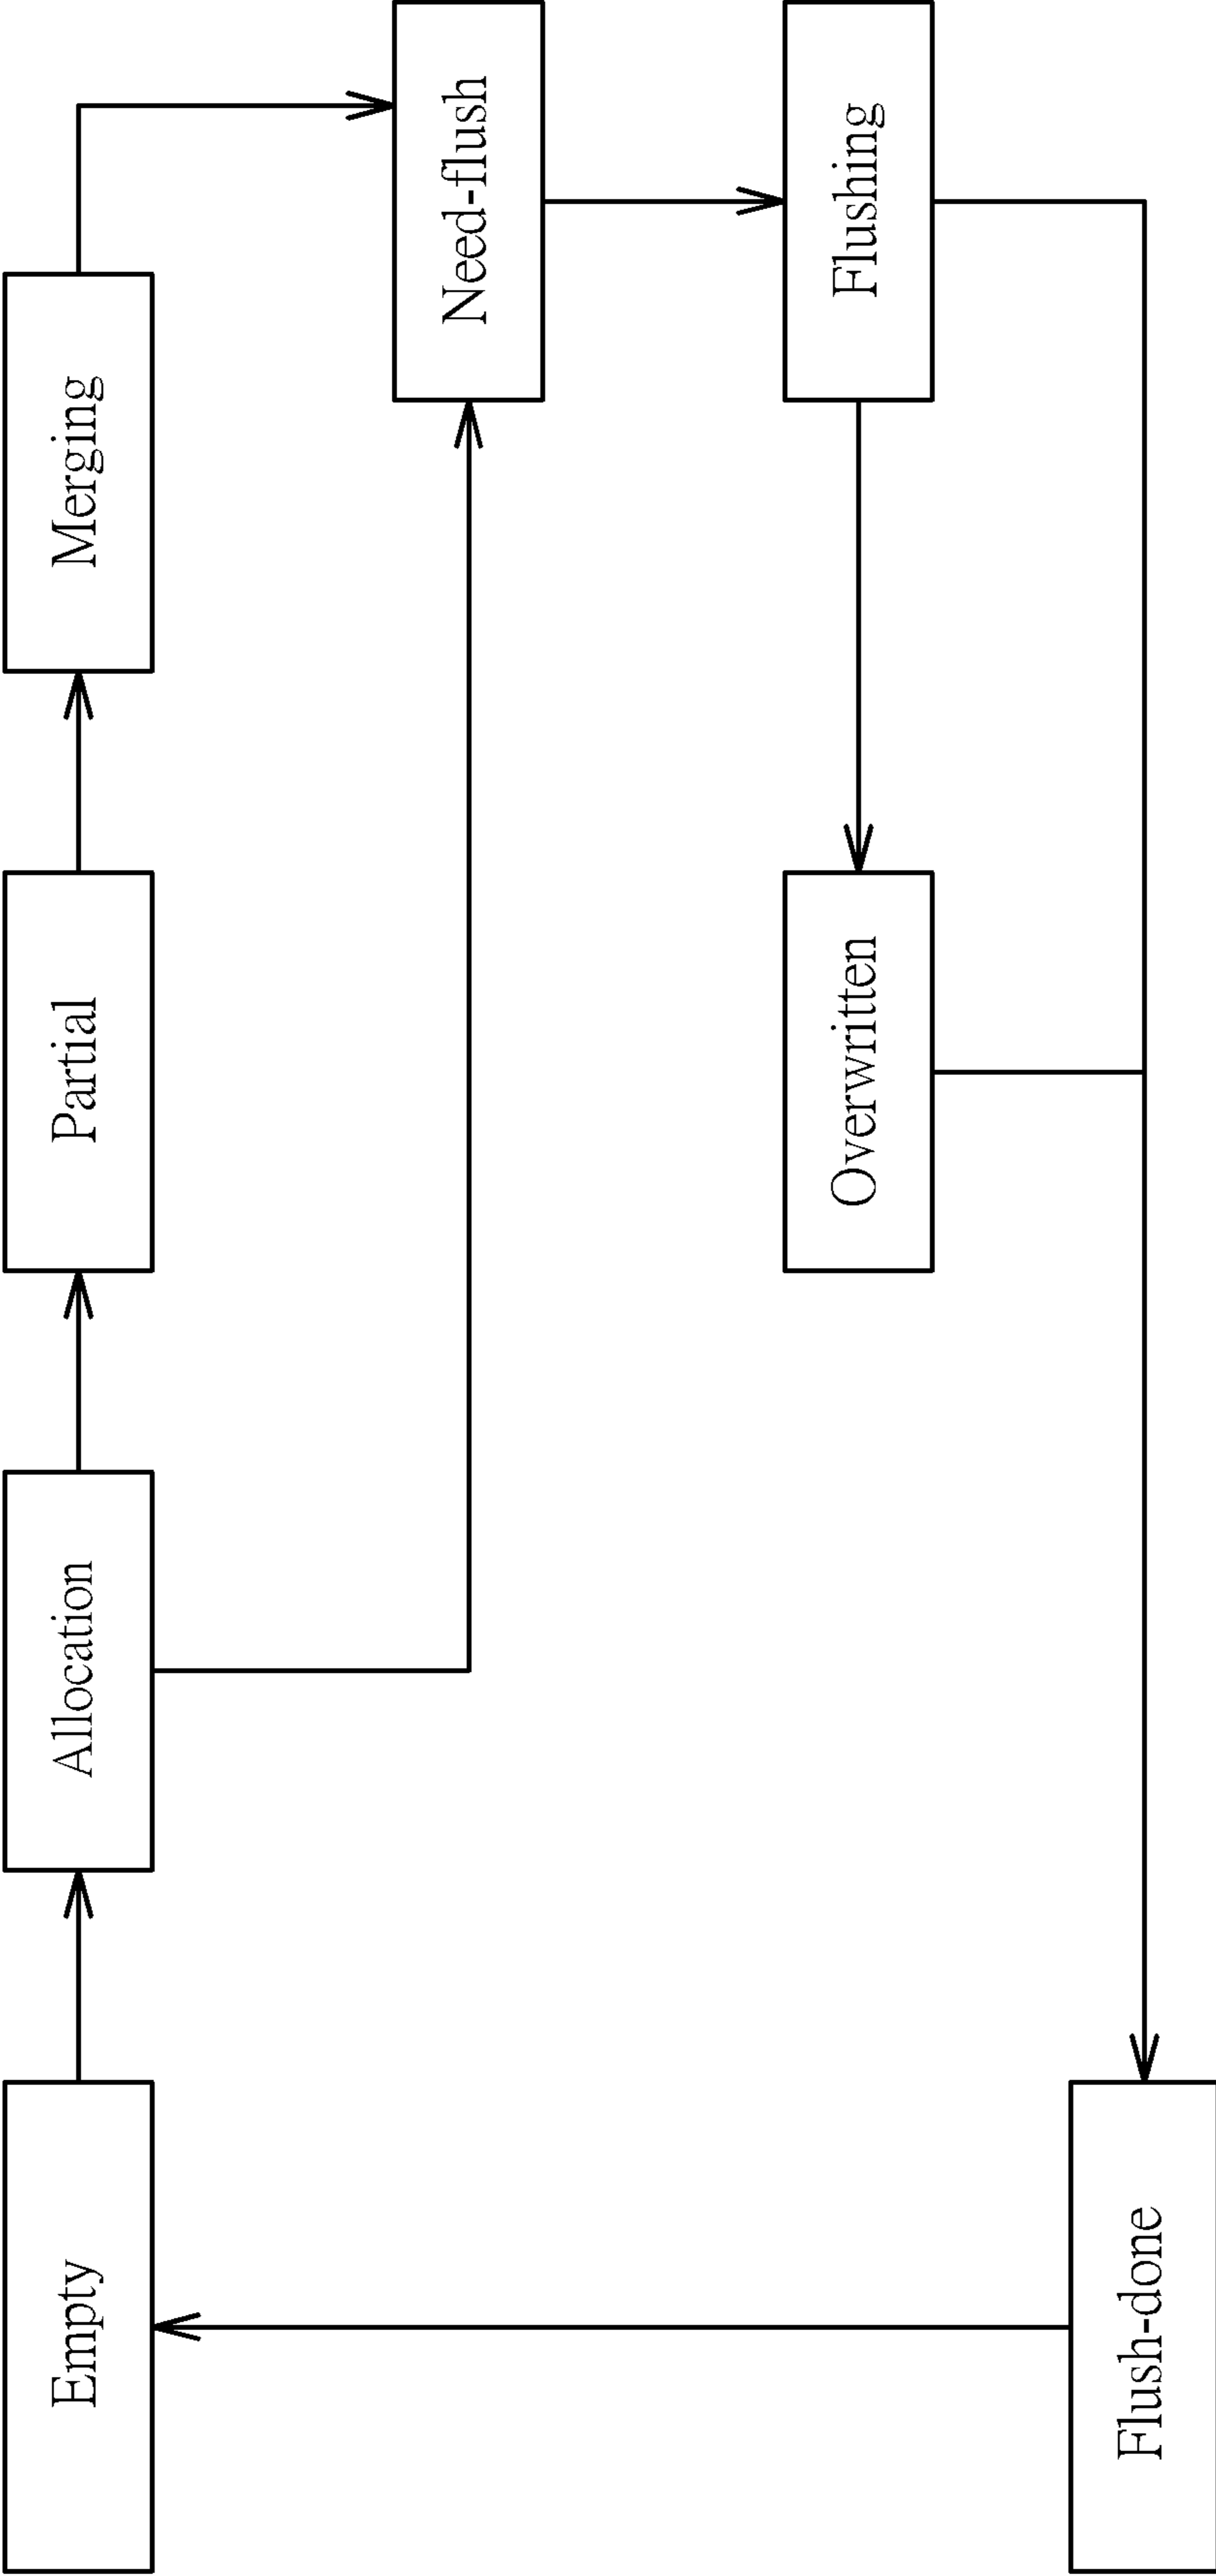 Empty
Allocation
Partial
Merging
Need-flush
Overwritten
Flushing
Flush-done